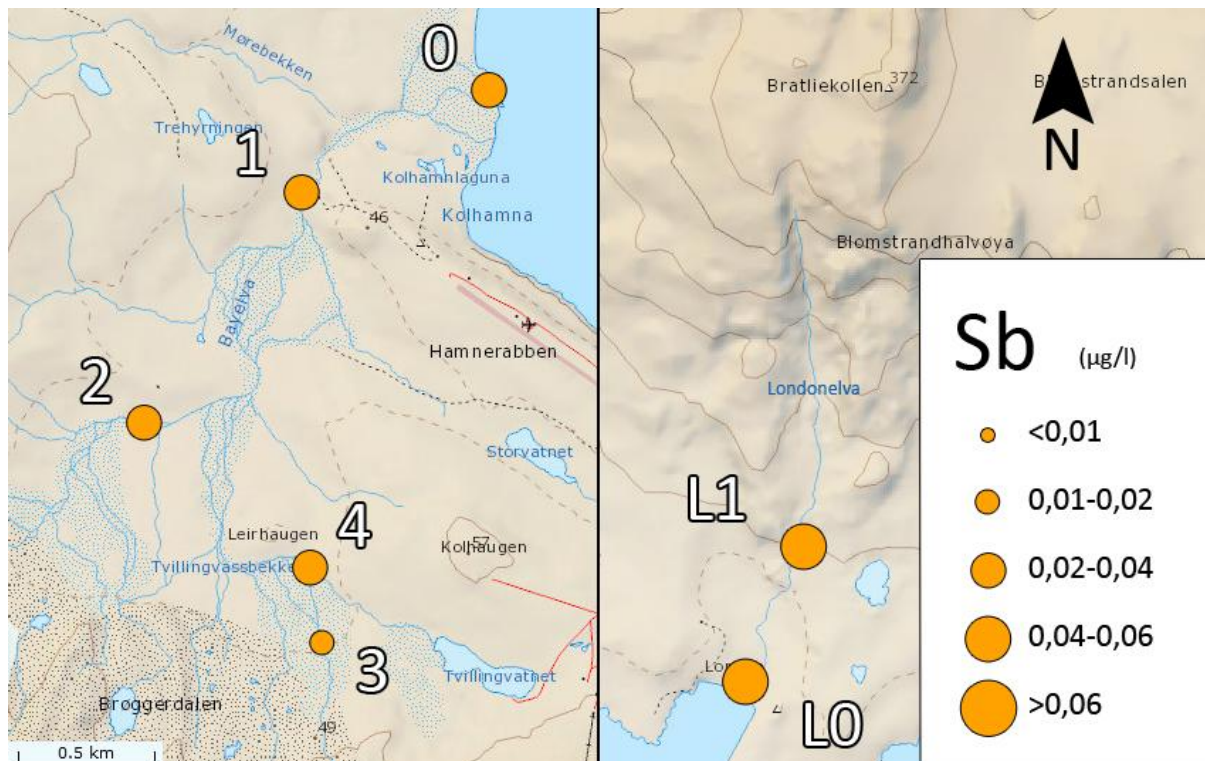 Mørebekken
0
Trehyrningen
1
Kolhamnlaguna
46
Kolhamna
Bayelva
Hamnerabben
2
Storvatnet
4
Leirhaugen
57
Kolhaugen
Tvillingvassbekke
3
Tvillingvatnet
Brøggerdalen
49
0.5 km
372
Bratliekollen
N
Blomstrandhalvøya
Londonelva
L1
L0
Sb (µg/l)
<0,01
0,01-0,02
0,02-0,04
0,04-0,06
>0,06